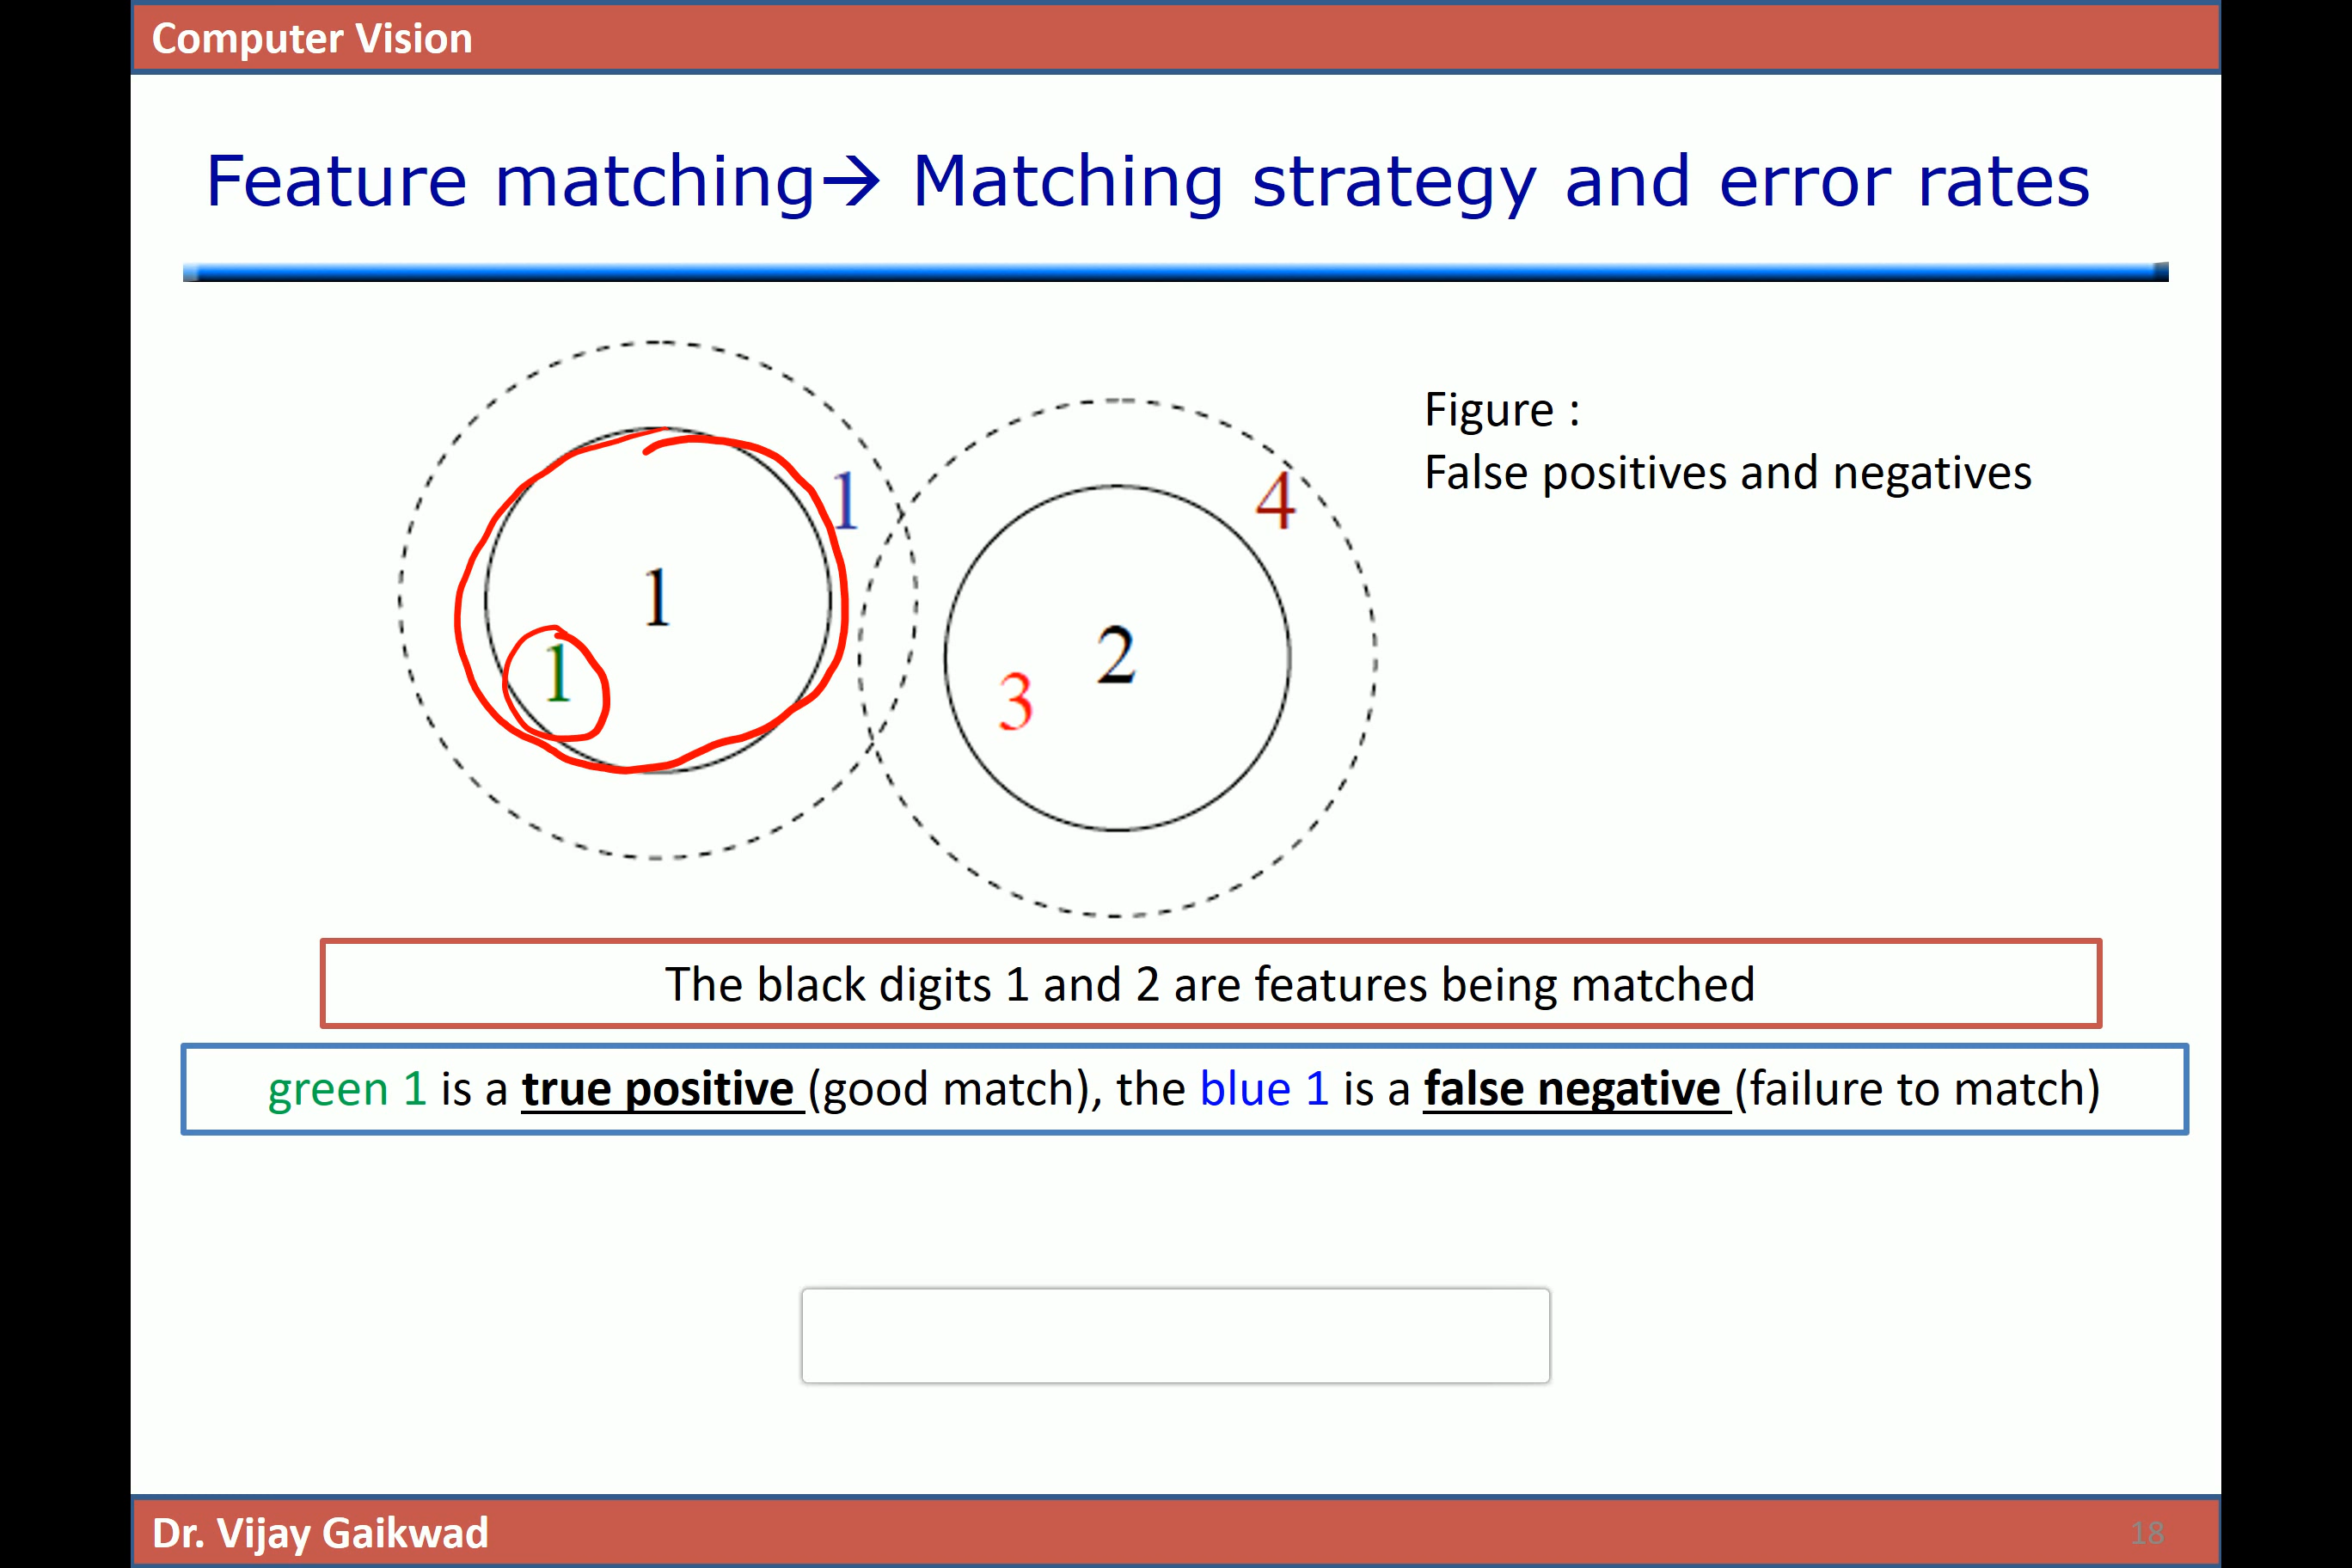 Computer Vision
Feature matching→ Matching strategy and error rates
Figure :
False positives and negatives
1
4
1
2
1
3
The black digits 1 and 2 are features being matched
green 1 is a true positive (good match), the blue 1 is a false negative (failure to match)
Dr. Vijay Gaikwad
18